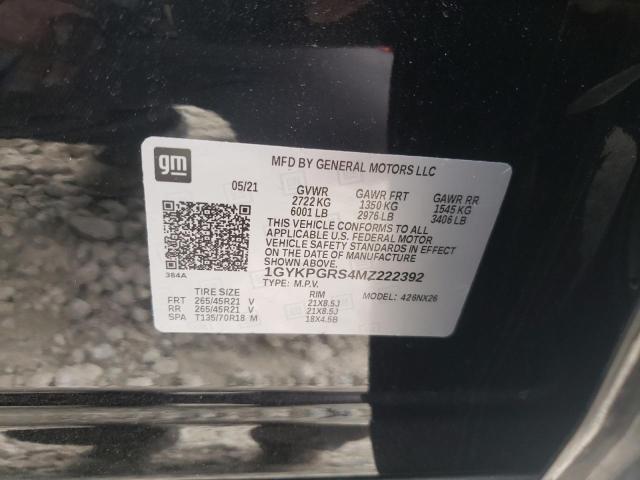 gm
MFD BY GENERAL MOTORS LLC
05/21 GVWR GAWR FRT GAWR RR
2722 KG 1350 KG 1545 KG
6001 LB 2976 LB 3406 LB
THIS VEHICLE CONFORMS TO ALL
APPLICABLE U.S. FEDERAL MOTOR
VEHICLE SAFETY STANDARDS IN EFFECT
ON THE DATE OF MANUFACTURE SHOWN ABOVE.
384A
1GYKPGRS4MZ222392
TYPE: M.P.V. MODEL: 426NX26
TIRE SIZE RIM
FRT 265/45R21 V 21X8.5J
RR 265/45R21 V 21X8.5J
SPA T135/70R18 M 18X4.5B